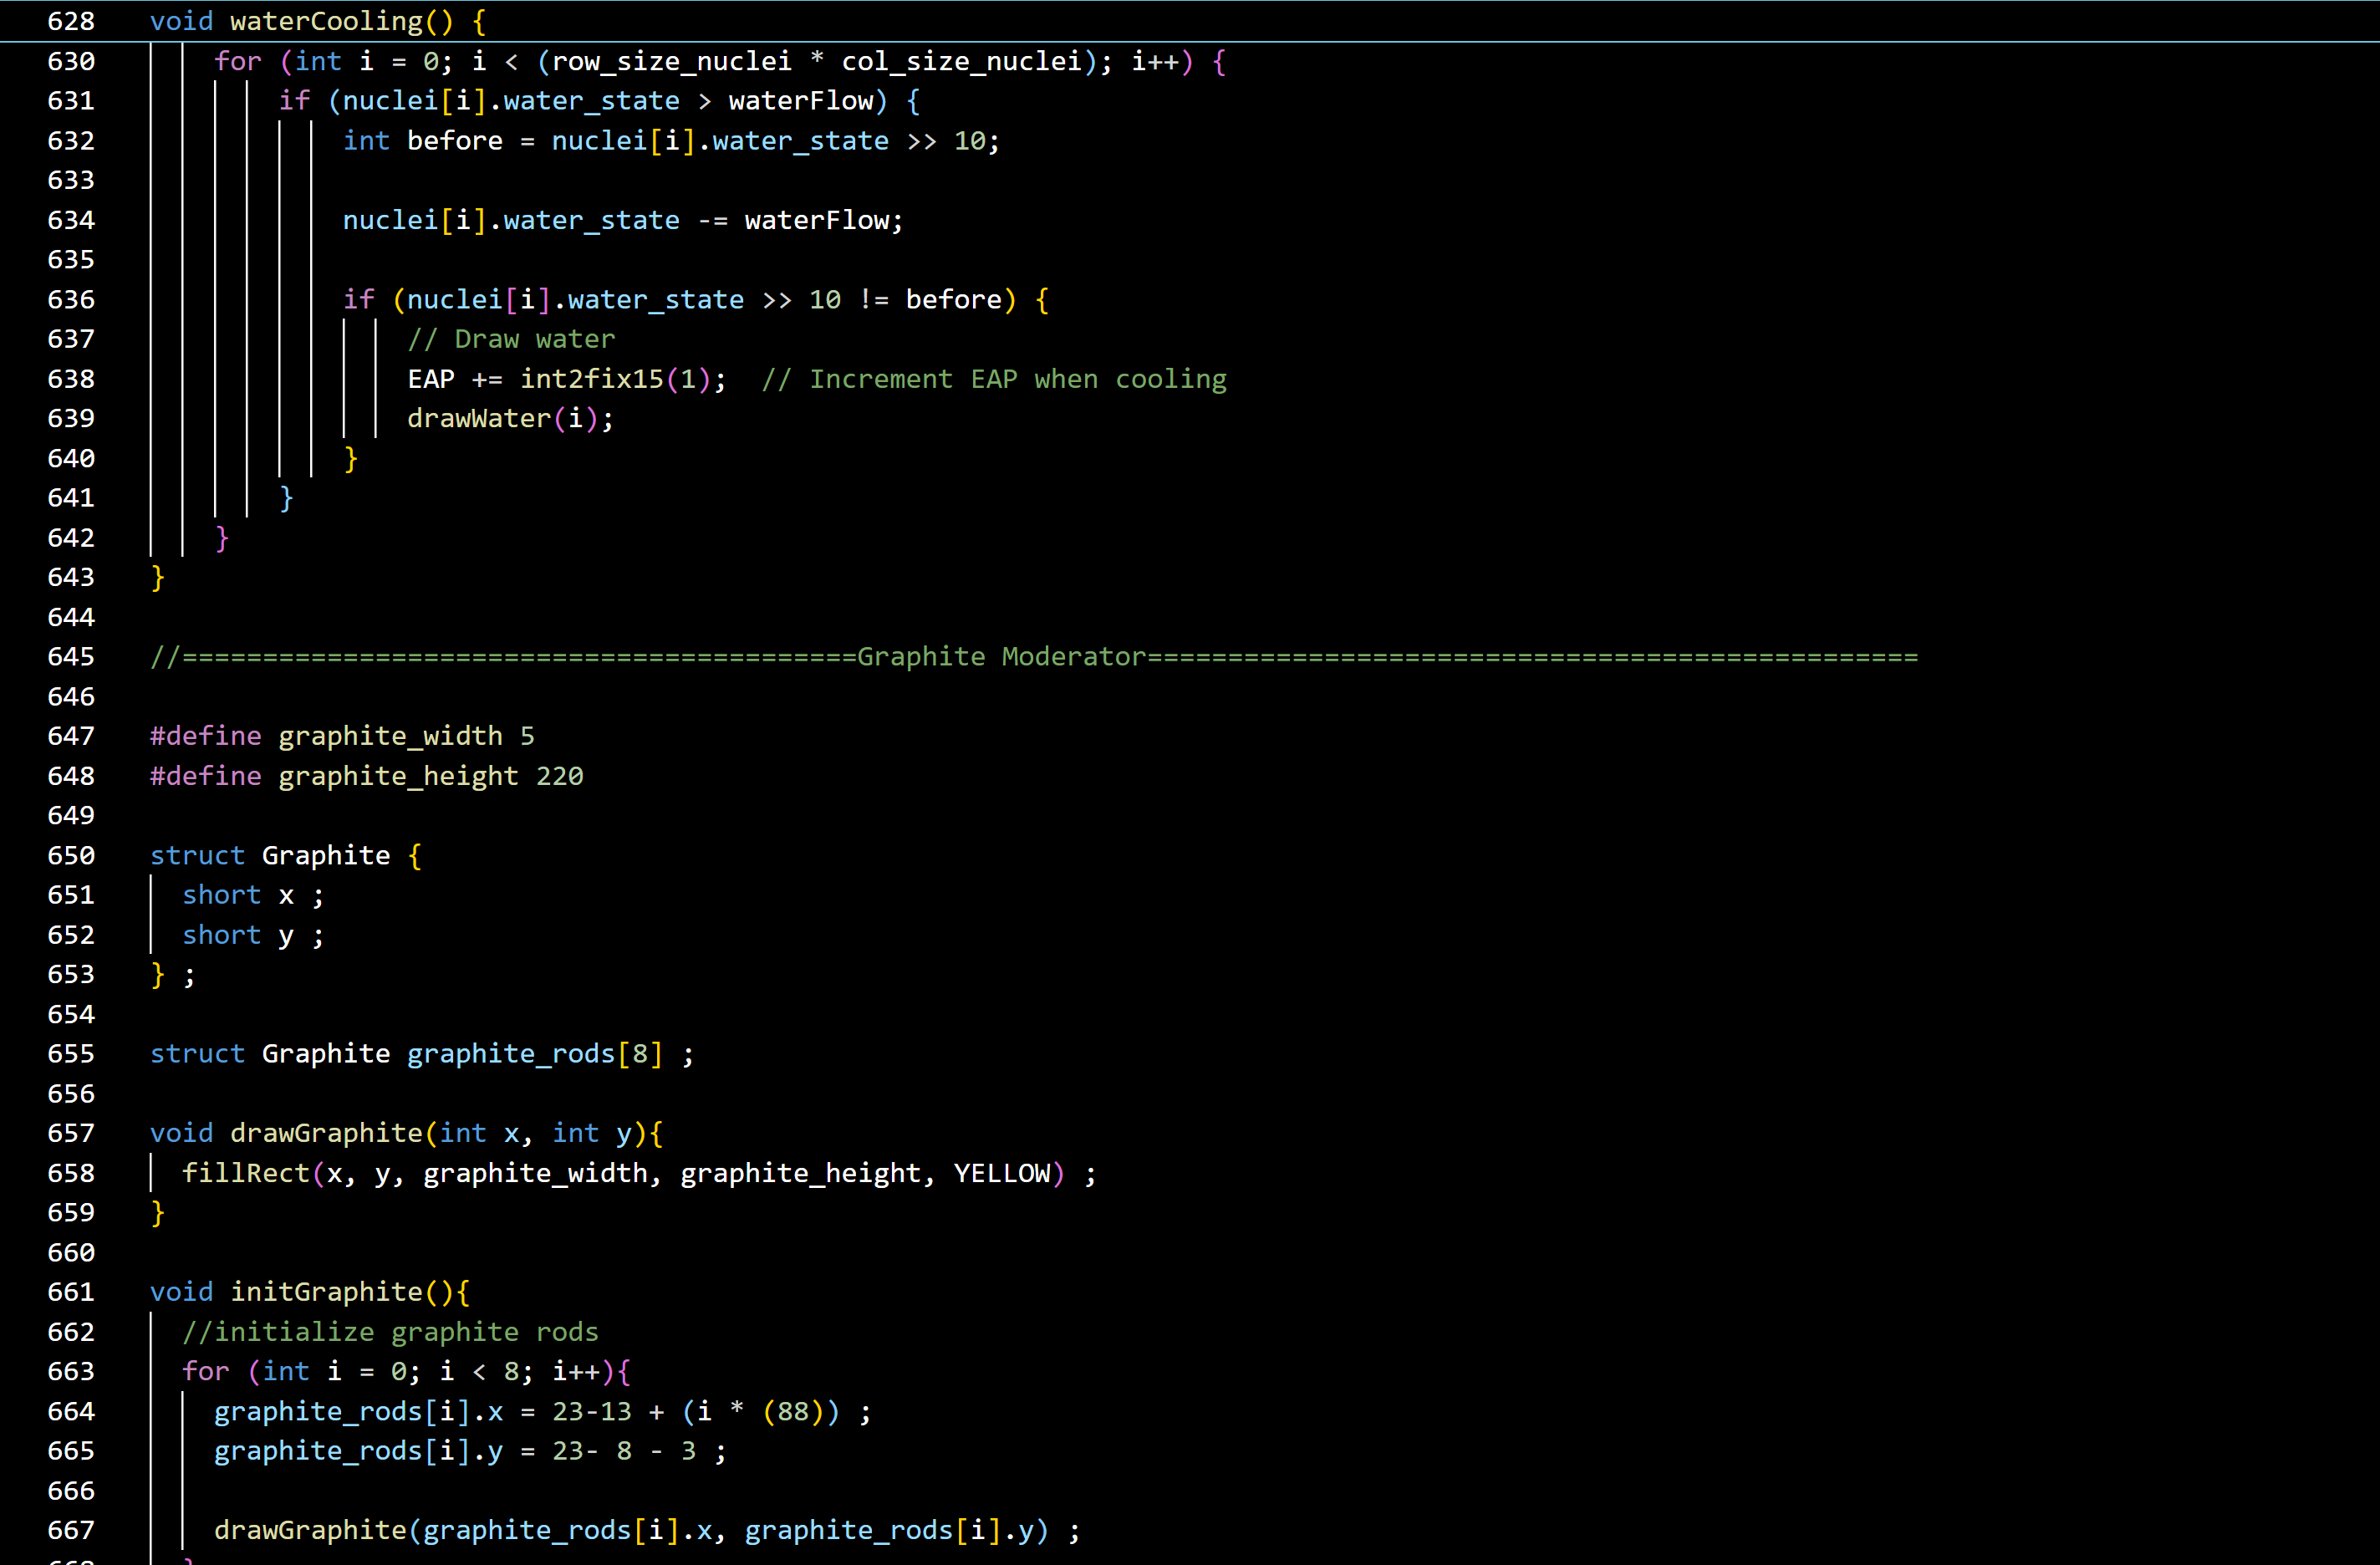 628 void waterCooling() {
630 for (int i = 0; i < (row_size_nuclei * col_size_nuclei); i++) {
631 if (nuclei[i].water_state > waterFlow) {
632 int before = nuclei[i].water_state >> 10;
633
634 nuclei[i].water_state -= waterFlow;
635
636 if (nuclei[i].water_state >> 10 != before) {
637 // Draw water
638 EAP += int2fix15(1);  // Increment EAP when cooling
639 drawWater(i);
640 }
641 }
642 }
643 }
644
645 //==========================================Graphite Moderator================================================
646
647 #define graphite_width 5
648 #define graphite_height 220
649
650 struct Graphite {
651 short x ;
652 short y ;
653 } ;
654
655 struct Graphite graphite_rods[8] ;
656
657 void drawGraphite(int x, int y){
658 fillRect(x, y, graphite_width, graphite_height, YELLOW) ;
659 }
660
661 void initGraphite(){
662 //initialize graphite rods
663 for (int i = 0; i < 8; i++){
664 graphite_rods[i].x = 23-13 + (i * (88)) ;
665 graphite_rods[i].y = 23- 8 - 3 ;
666
667 drawGraphite(graphite_rods[i].x, graphite_rods[i].y) ;